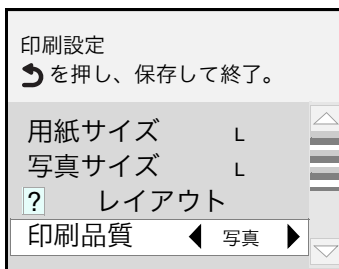 印刷設定
を押し、保存して終了。
用紙サイズ L
写真サイズ L
? レイアウト
印刷品質 写真